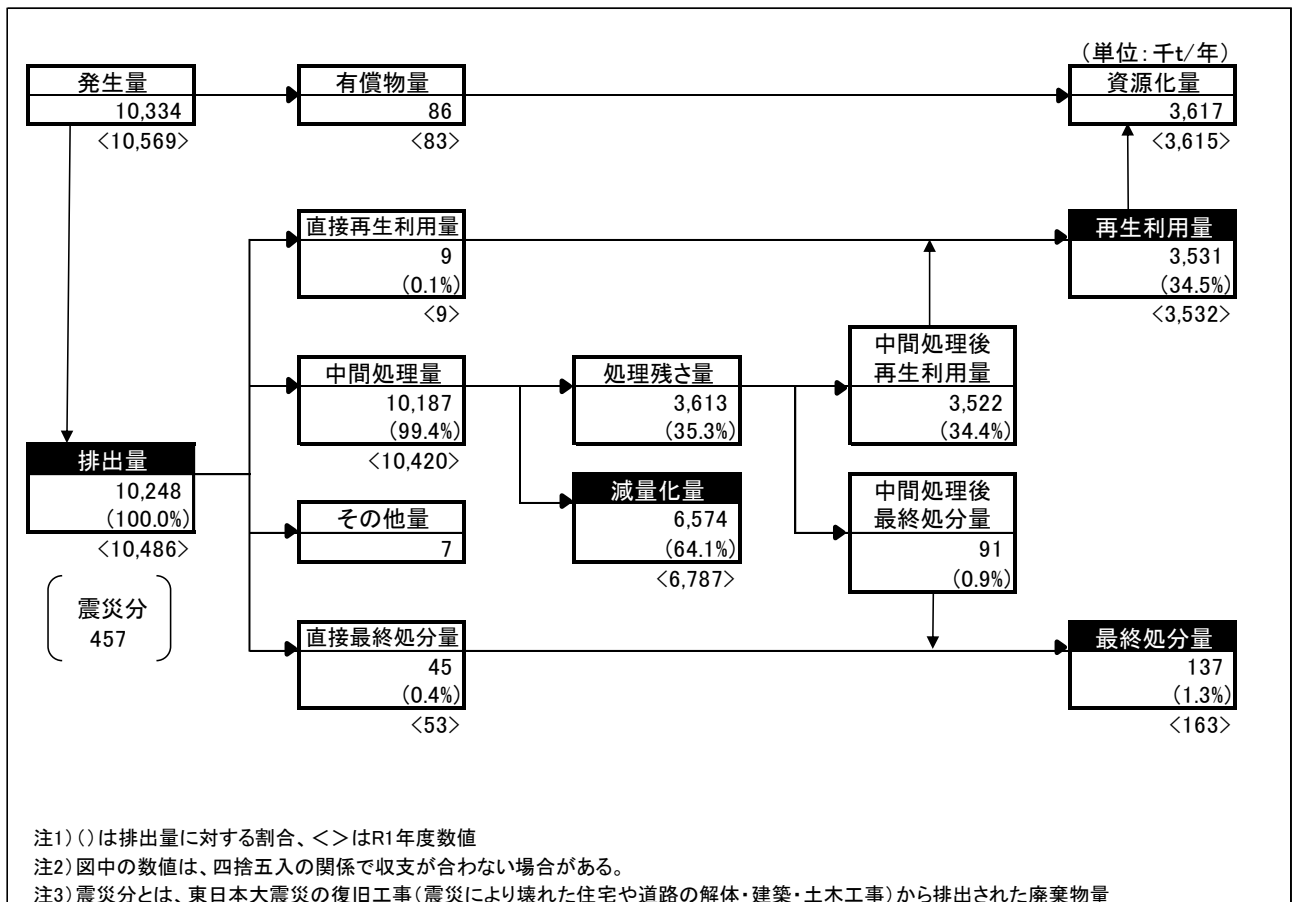 （単位：千t/年）
発生量
10,334
<10,569>
有償物量
86
<83>
資源化量
3,617
<3,615>
直接再生利用量
9
(0.1%)
<9>
再生利用量
3,531
(34.5%)
<3,532>
中間処理量
10,187
(99.4%)
<10,420>
処理残さ量
3,613
(35.3%)
中間処理後
再生利用量
3,522
(34.4%)
排出量
10,248
(100.0%)
<10,486>
震災分
457
その他量
7
減量化量
6,574
(64.1%)
<6,787>
中間処理後
最終処分量
91
(0.9%)
直接最終処分量
45
(0.4%)
<53>
最終処分量
137
(1.3%)
<163>
注1）（）は排出量に対する割合、＜＞はR1年度数値
注2）図中の数値は、四捨五入の関係で収支が合わない場合がある。
注3）震災分とは、東日本大震災の復旧工事（震災により壊れた住宅や道路の解体・建築・土木工事）から排出された廃棄物量